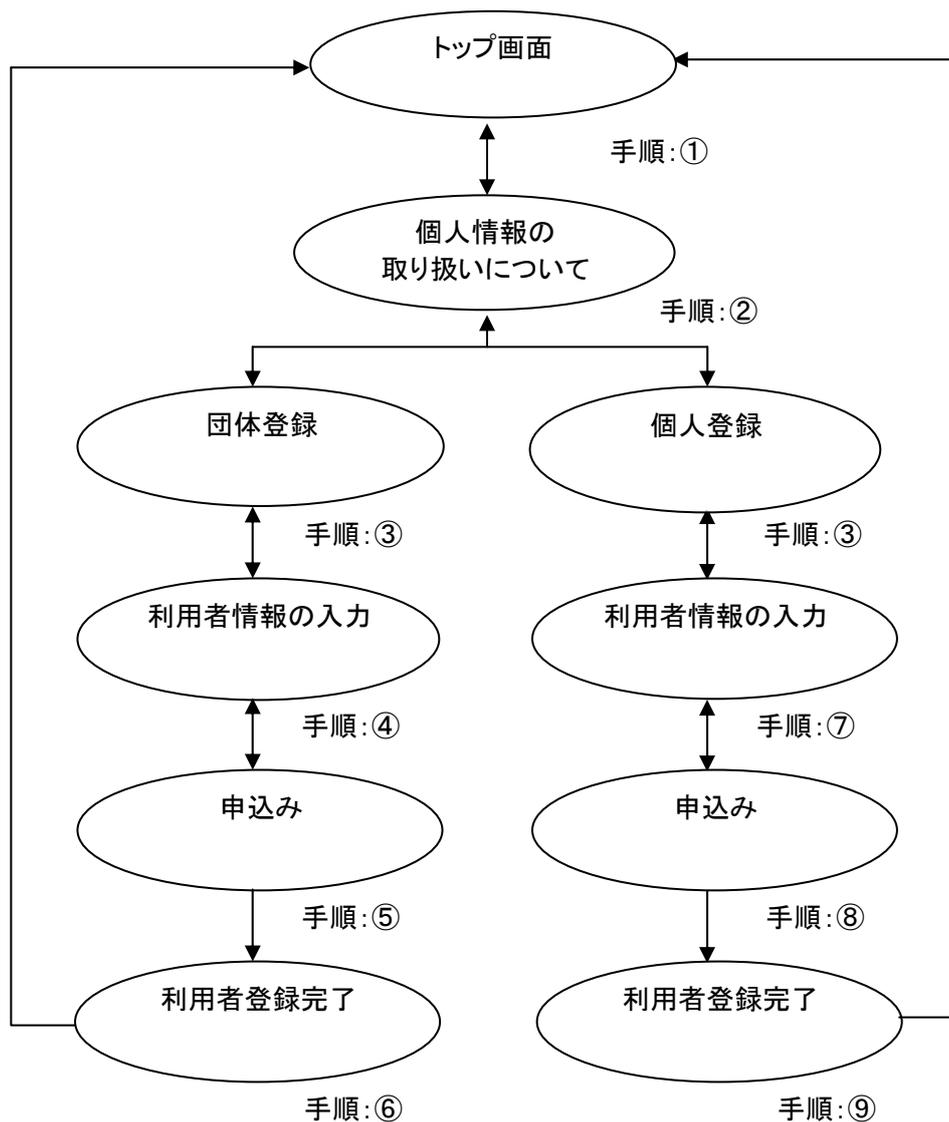 トップ画面
手順:①
個人情報の
取り扱いについて
手順:②
団体登録
個人登録
手順:③
手順:③
利用者情報の入力
利用者情報の入力
手順:④
手順:⑦
申込み
申込み
手順:⑤
手順:⑧
利用者登録完了
利用者登録完了
手順:⑥
手順:⑨